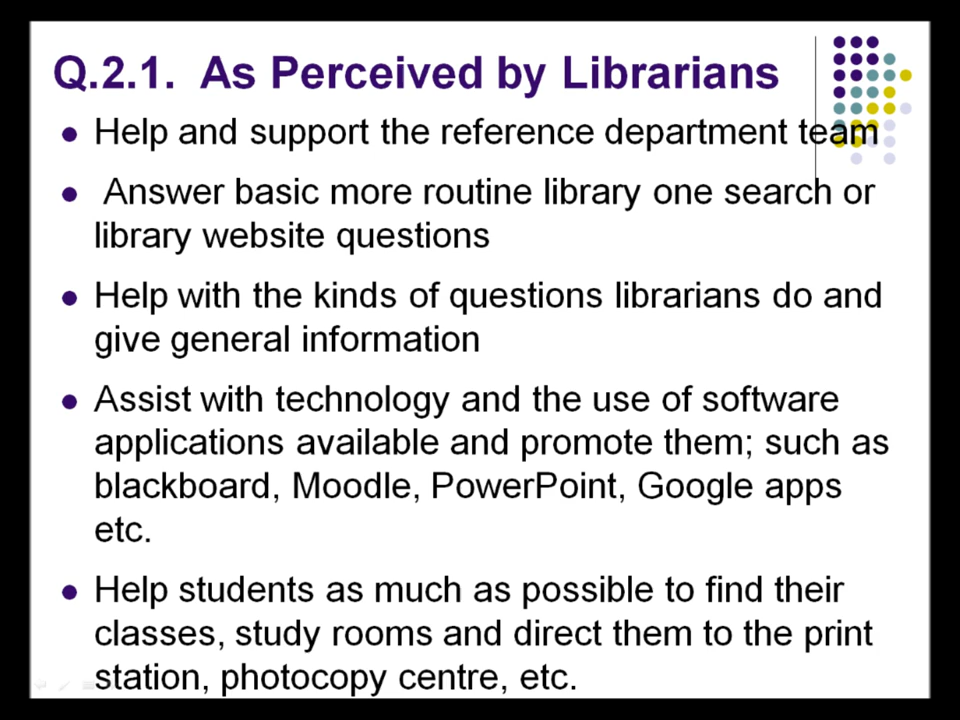 Q.2.1. As Perceived by Librarians
● Help and support the reference department team
● Answer basic more routine library one search or
library website questions
● Help with the kinds of questions librarians do and
give general information
● Assist with technology and the use of software
applications available and promote them; such as
blackboard, Moodle, PowerPoint, Google apps
etc.
● Help students as much as possible to find their
classes, study rooms and direct them to the print
station, photocopy centre, etc.